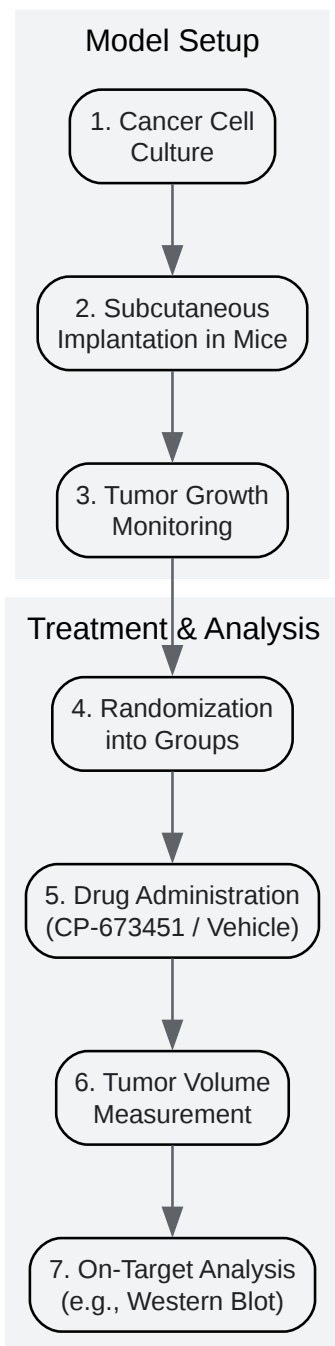 Model Setup
1. Cancer Cell
Culture
2. Subcutaneous
Implantation in Mice
3. Tumor Growth
Monitoring
Treatment & Analysis
4. Randomization
into Groups
5. Drug Administration
(CP-673451 / Vehicle)
6. Tumor Volume
Measurement
7. On-Target Analysis
(e.g., Western Blot)